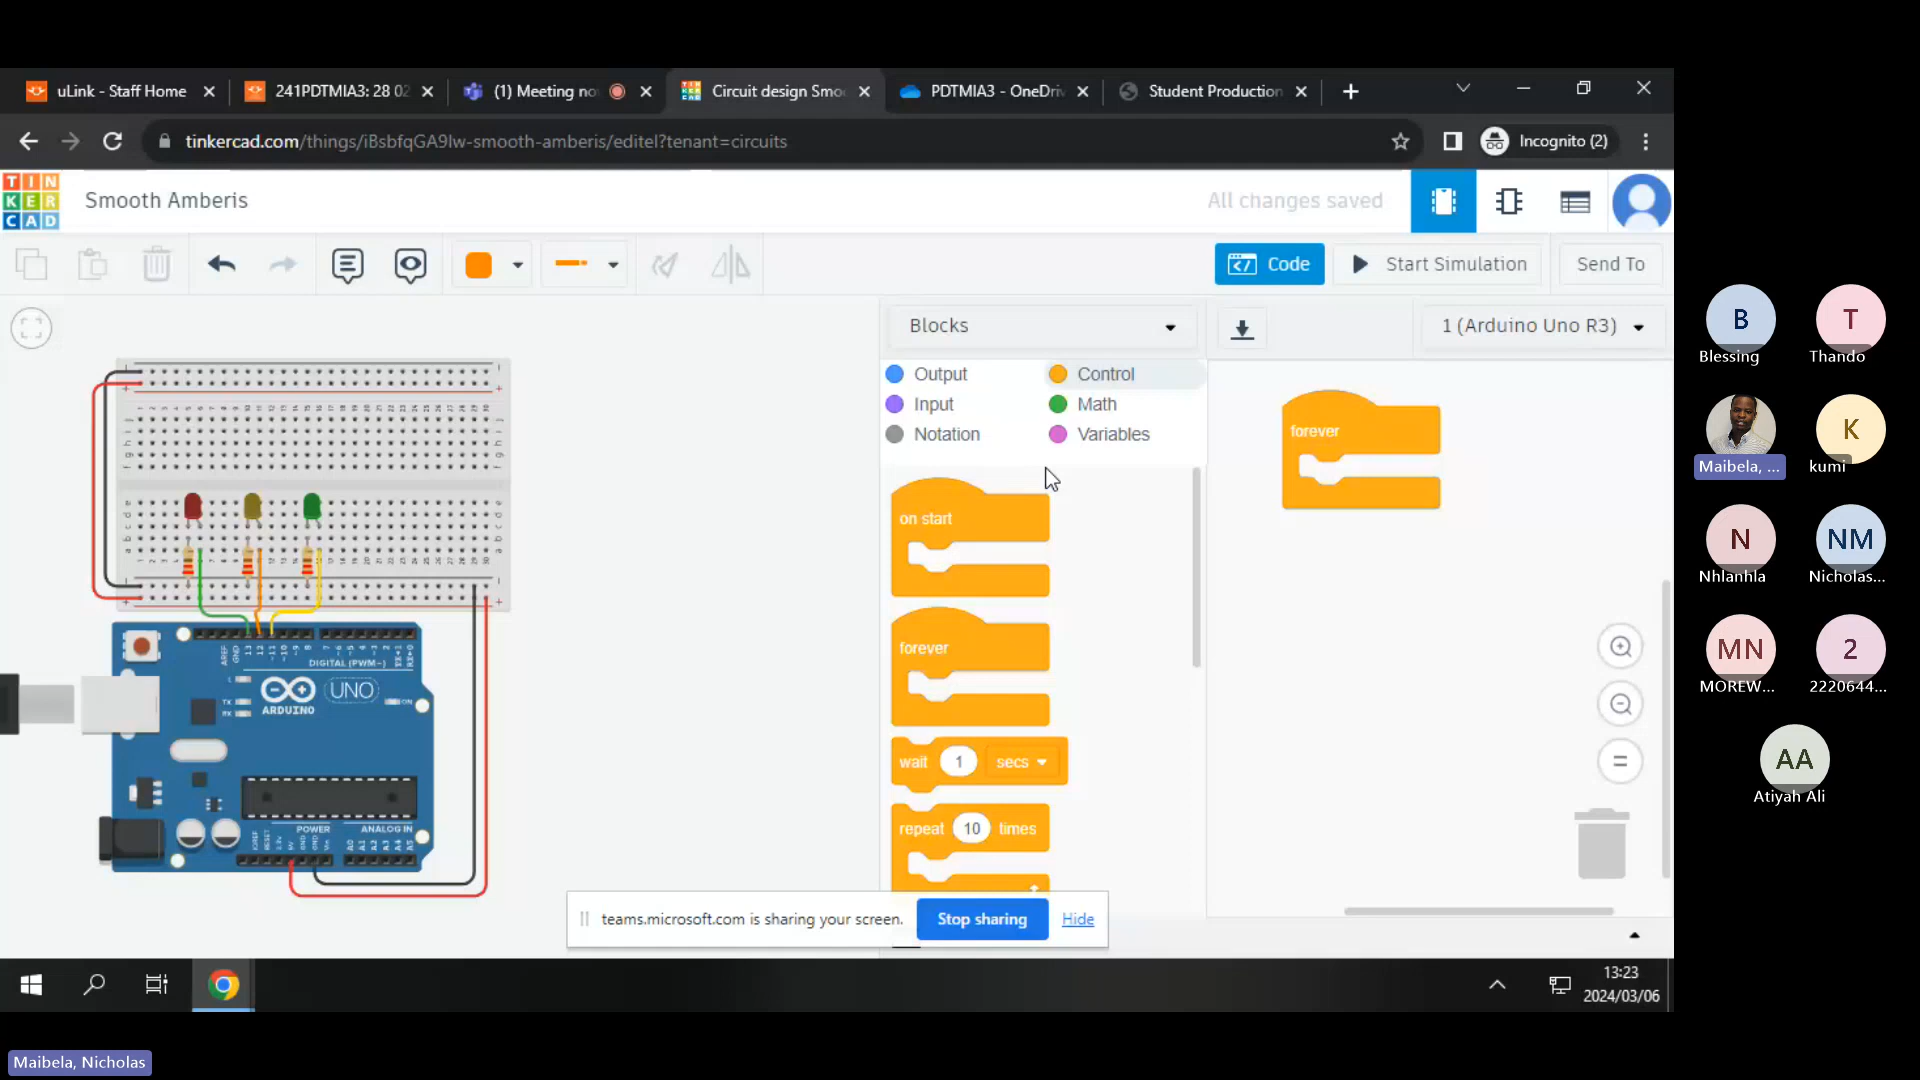 uLink - Staff Home
241PDTMIA3: 28 02
(1) Meeting no
Circuit design Smo
PDTMIA3 - OneDriv
Student Production
tinkercad.com/things/iBsbfqGA9lw-smooth-amberis/editel?tenant=circuits
Incognito (2)
TIN
KER
CAD
Smooth Amberis
All changes saved
Code
Start Simulation
Send To
Blocks
1 (Arduino Uno R3)
Output
Control
Input
Math
Notation
Variables
on start
forever
wait 1 secs
repeat 10 times
forever
DIGITAL (PWM~)
UNO
ARDUINO
POWER
ANALOG IN
teams.microsoft.com is sharing your screen.
Stop sharing
Hide
13:23
2024/03/06
B
Blessing
T
Thando
Maibela, ...
K
kumi
N
Nhlanhla
NM
Nicholas...
MN
MOREW...
2
2220644...
AA
Atiyah Ali
Maibela, Nicholas